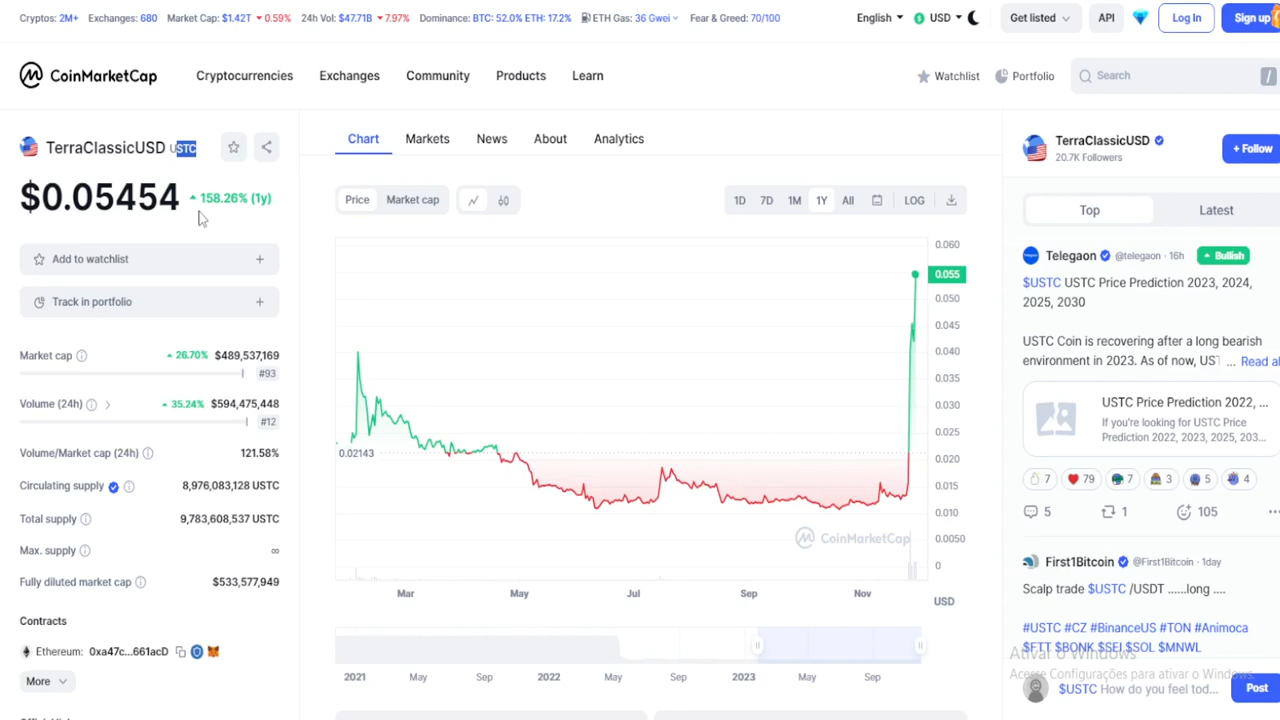 Cryptos: 2M+ Exchanges: 680 Market Cap: $1.42T 0.59% 24h Vol: $47.71B 7.97% Dominance: BTC: 52.0% ETH: 17.2% ETH Gas: 36 Gwei Fear & Greed: 70/100 English USD Get listed API Log In Sign up
CoinMarketCap Cryptocurrencies Exchanges Community Products Learn Watchlist Portfolio Search /
TerraClassicUSD USTC
$0.05454 158.26% (1y)
Add to watchlist +
Track in portfolio +
Market cap 26.70% $489,537,169
#93
Volume (24h) 35.24% $594,475,448
#12
Volume/Market cap (24h) 121.58%
Circulating supply 8,976,083,128 USTC
Total supply 9,783,608,537 USTC
Max. supply ∞
Fully diluted market cap $533,577,949
Contracts
Ethereum: 0xa47c...661acD
More
Chart Markets News About Analytics
Price Market cap 1D 7D 1M 1Y All LOG
0.060
0.055
0.050
0.045
0.040
0.035
0.030
0.025
0.02143
0.020
0.015
0.010
0.0050
0
CoinMarketCap
Mar May Jul Sep Nov USD
2021 May Sep 2022 May Sep 2023 May Sep
TerraClassicUSD
20.7K Followers
+ Follow
Top Latest
Telegaon @telegaon · 16h Bullish
$USTC USTC Price Prediction 2023, 2024,
2025, 2030
USTC Coin is recovering after a long bearish
environment in 2023. As of now, UST ... Read al
USTC Price Prediction 2022, ...
If you're looking for USTC Price
Prediction 2022, 2023, 2025, 203...
7 79 7 3 5 4
5 1 105 ...
First1Bitcoin @First1Bitcoin · 1day
Scalp trade $USTC /USDT ......long ....
#USTC #CZ #BinanceUS #TON #Animoca
$FTT $BONK $SEI $SOL $MNWL
Ativar o Windows
Acesse Configurações para ativar o Windows.
$USTC How do you feel tod... Post